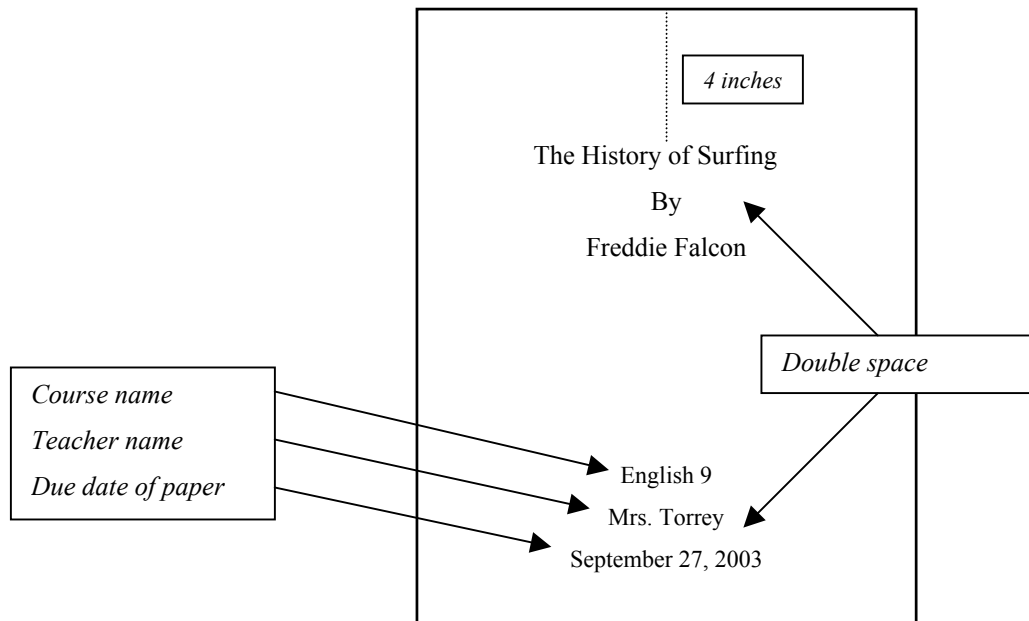 4 inches
The History of Surfing
By
Freddie Falcon
Double space
Course name
Teacher name
Due date of paper
English 9
Mrs. Torrey
September 27, 2003